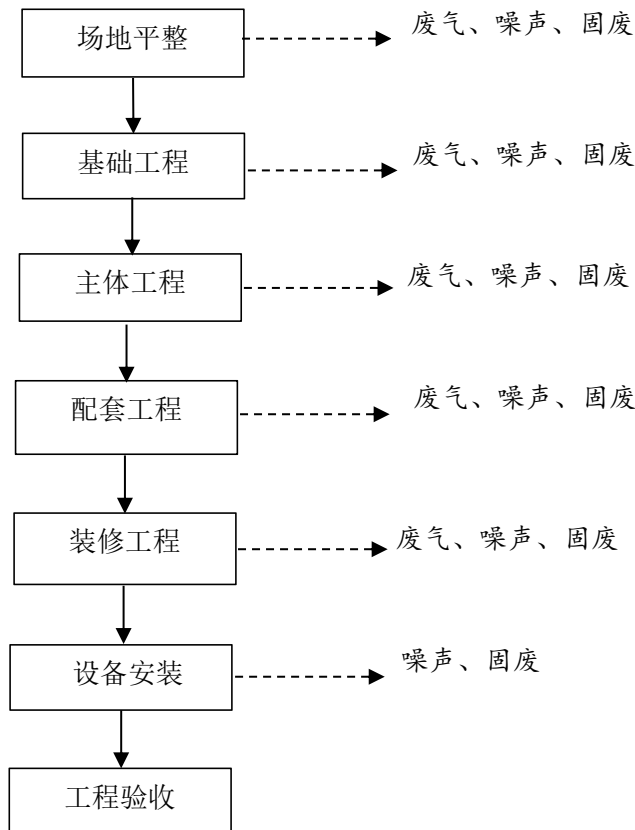 场地平整
废气、噪声、固废
基础工程
废气、噪声、固废
主体工程
废气、噪声、固废
配套工程
废气、噪声、固废
装修工程
废气、噪声、固废
设备安装
噪声、固废
工程验收